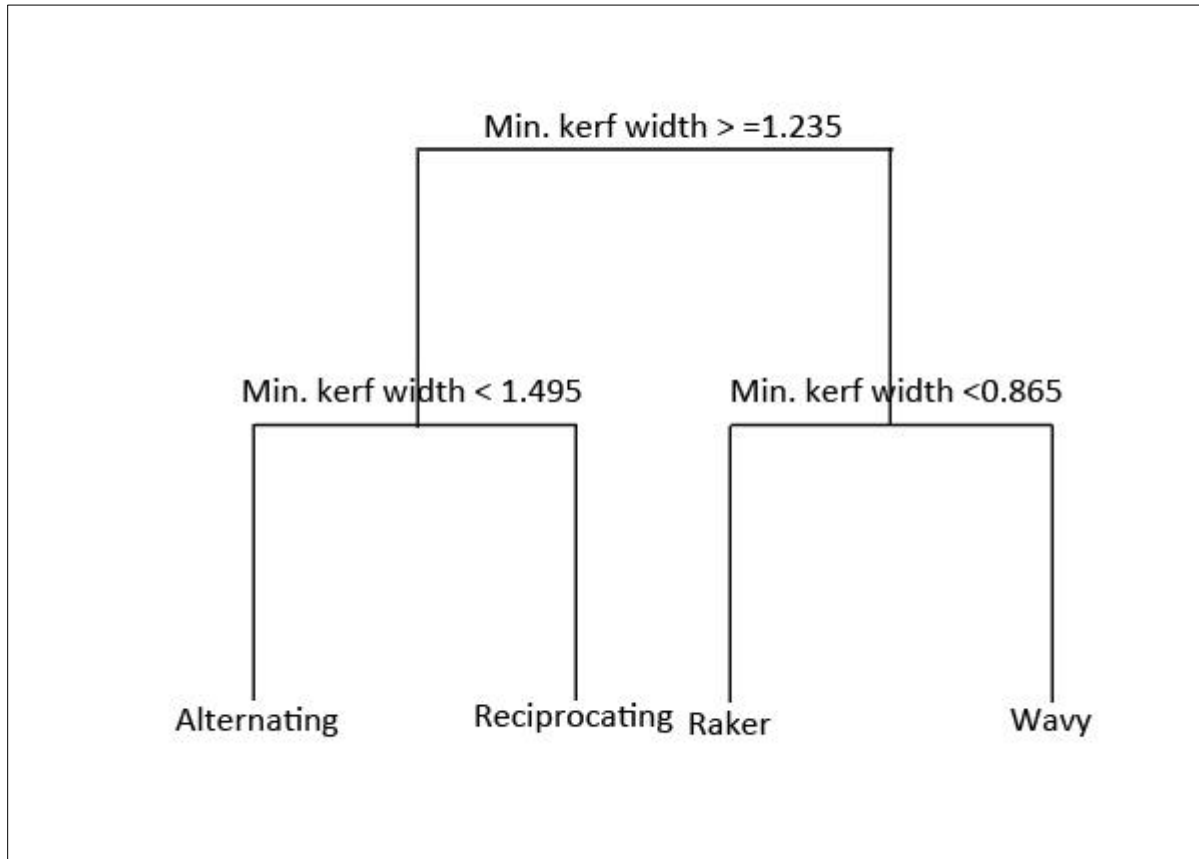 Min. kerf width > =1.235
Min. kerf width < 1.495
Min. kerf width <0.865
Alternating
Reciprocating
Raker
Wavy